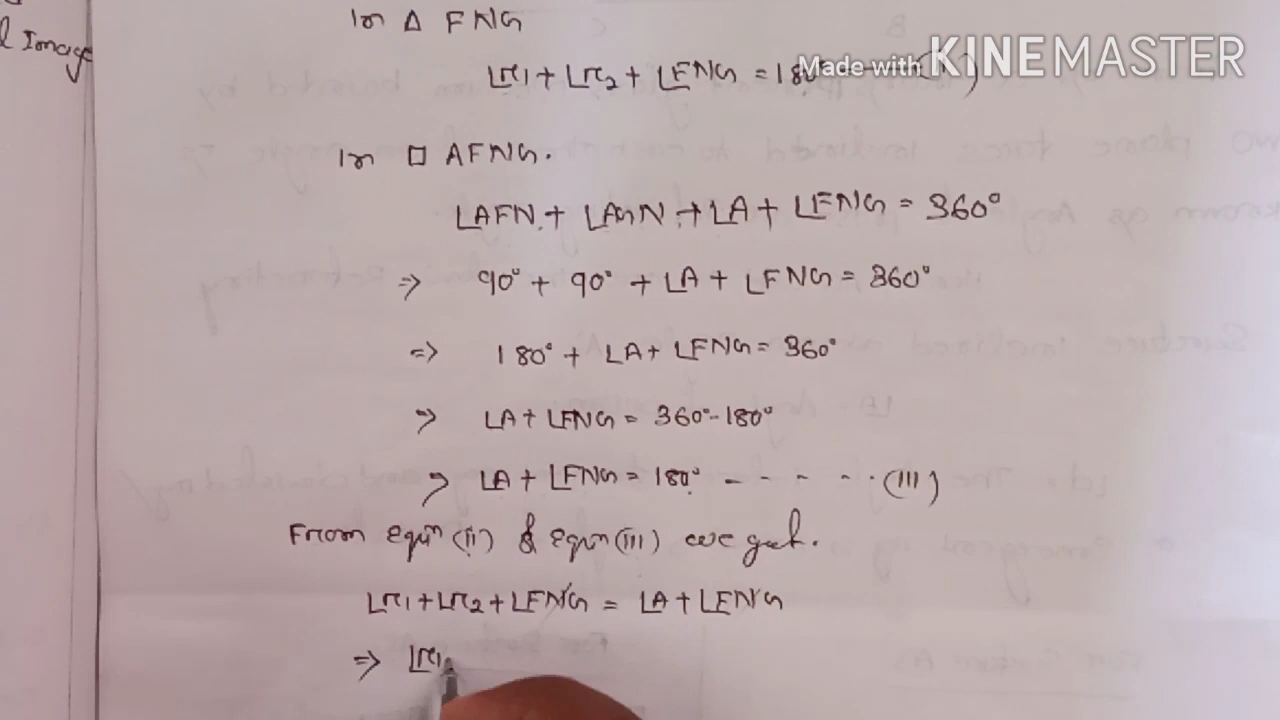 l Image
In Δ FNG
∠r1 + ∠r2 + ∠FNG = 180°
Made with KINEMASTER
In □ AFNG.
∠AFN + ∠AGN + ∠A + ∠FNG = 360°
⇒ 90° + 90° + ∠A + ∠FNG = 360°
⇒ 180° + ∠A + ∠FNG = 360°
⇒ ∠A + ∠FNG = 360° - 180°
⇒ ∠A + ∠FNG = 180° - - - - - (III)
From eqn (II) & eqn (III) we get.
∠r1 + ∠r2 + ∠FNG = ∠A + ∠FNG
⇒ ∠r1